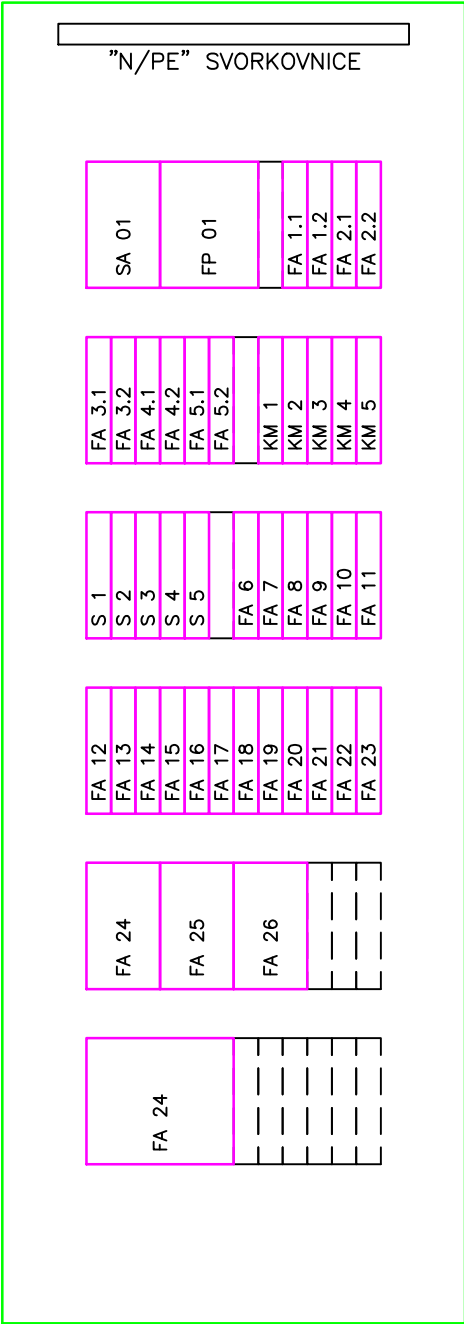 "N/PE" SVORKOVNICE
SA 01
FP 01
FA 1.1
FA 1.2
FA 2.1
FA 2.2
FA 3.1
FA 3.2
FA 4.1
FA 4.2
FA 5.1
FA 5.2
KM 1
KM 2
KM 3
KM 4
KM 5
S 1
S 2
S 3
S 4
S 5
FA 6
FA 7
FA 8
FA 9
FA 10
FA 11
FA 12
FA 13
FA 14
FA 15
FA 16
FA 17
FA 18
FA 19
FA 20
FA 21
FA 22
FA 23
FA 24
FA 25
FA 26
FA 24